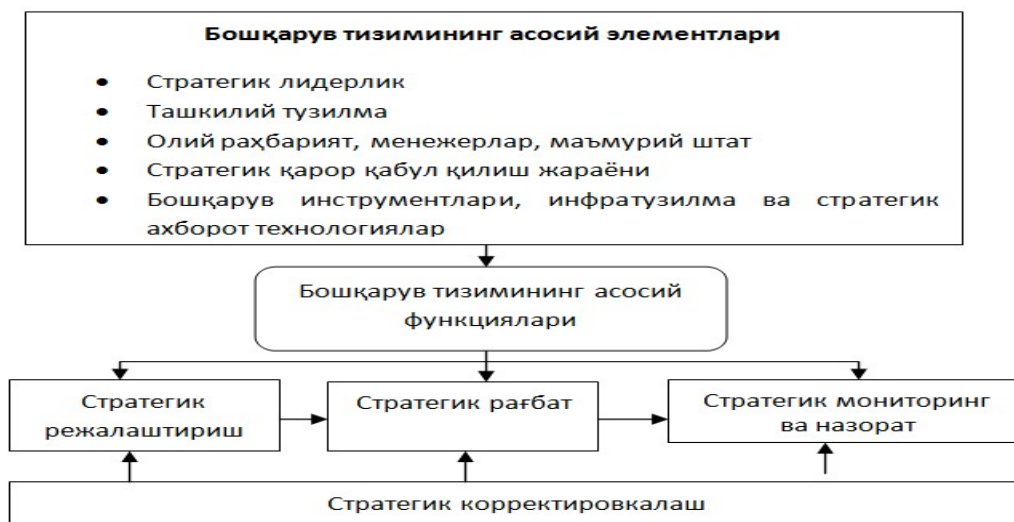 Бошқарув тизимининг асосий элементлари
• Стратегик лидерлик
• Ташкилий тузилма
• Олий раҳбарият, менежерлар, маъмурий штат
• Стратегик қарор қабул қилиш жараёни
• Бошқарув инструментлари, инфратузилма ва стратегик
ахборот технологиялар
Бошқарув тизимининг асосий
функциялари
Стратегик
режалаштириш
Стратегик рағбат
Стратегик мониторинг
ва назорат
Стратегик корректировкалаш